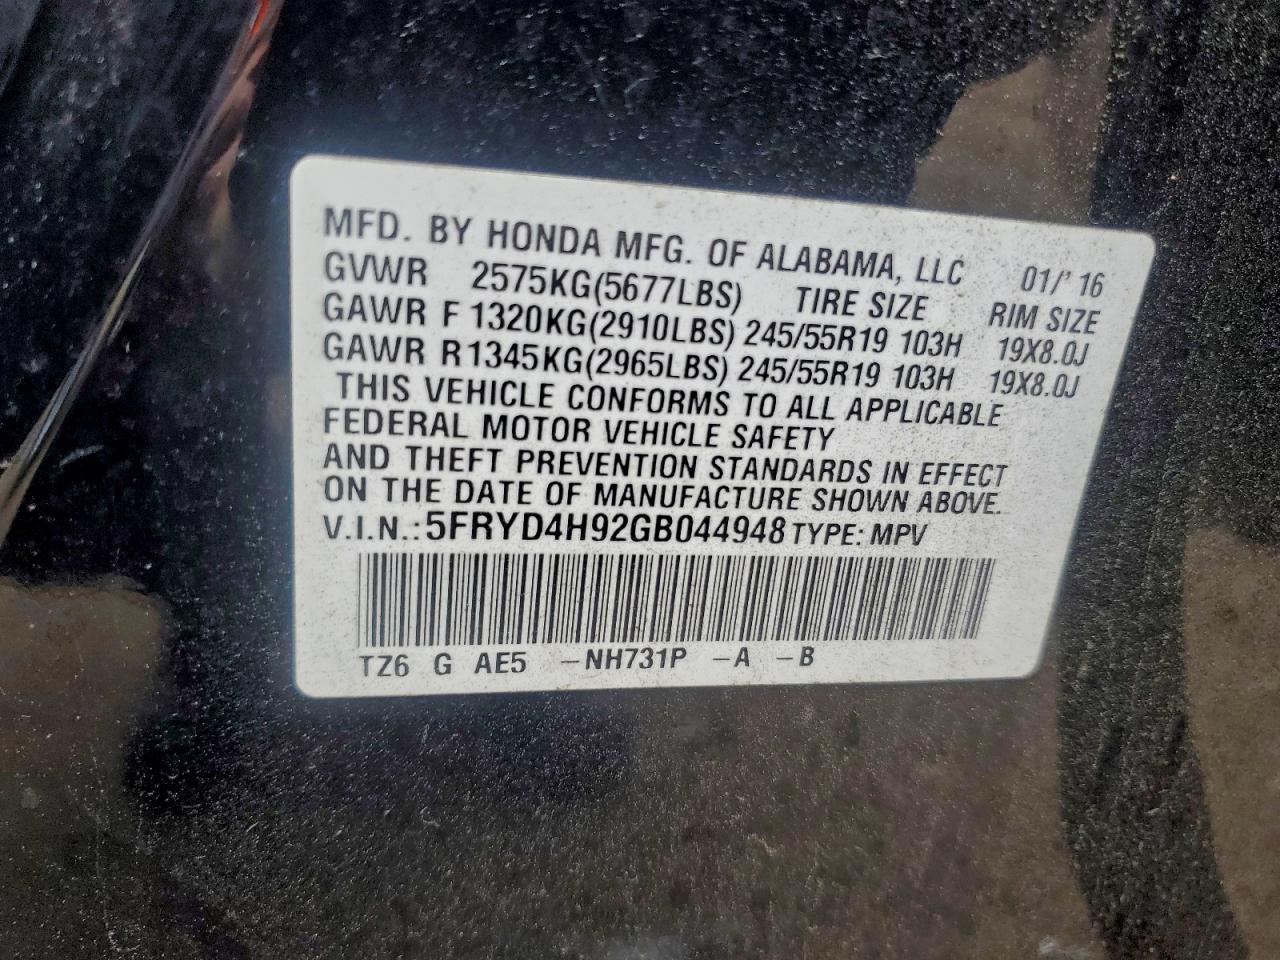 MFD. BY HONDA MFG. OF ALABAMA, LLC 01/'16
GVWR 2575KG(5677LBS) TIRE SIZE RIM SIZE
GAWR F 1320KG(2910LBS) 245/55R19 103H 19X8.0J
GAWR R 1345KG(2965LBS) 245/55R19 103H 19X8.0J
THIS VEHICLE CONFORMS TO ALL APPLICABLE
FEDERAL MOTOR VEHICLE SAFETY
AND THEFT PREVENTION STANDARDS IN EFFECT
ON THE DATE OF MANUFACTURE SHOWN ABOVE.
V.I.N.: 5FRYD4H92GB044948 TYPE: MPV
TZ6 G AE5 -NH731P -A -B